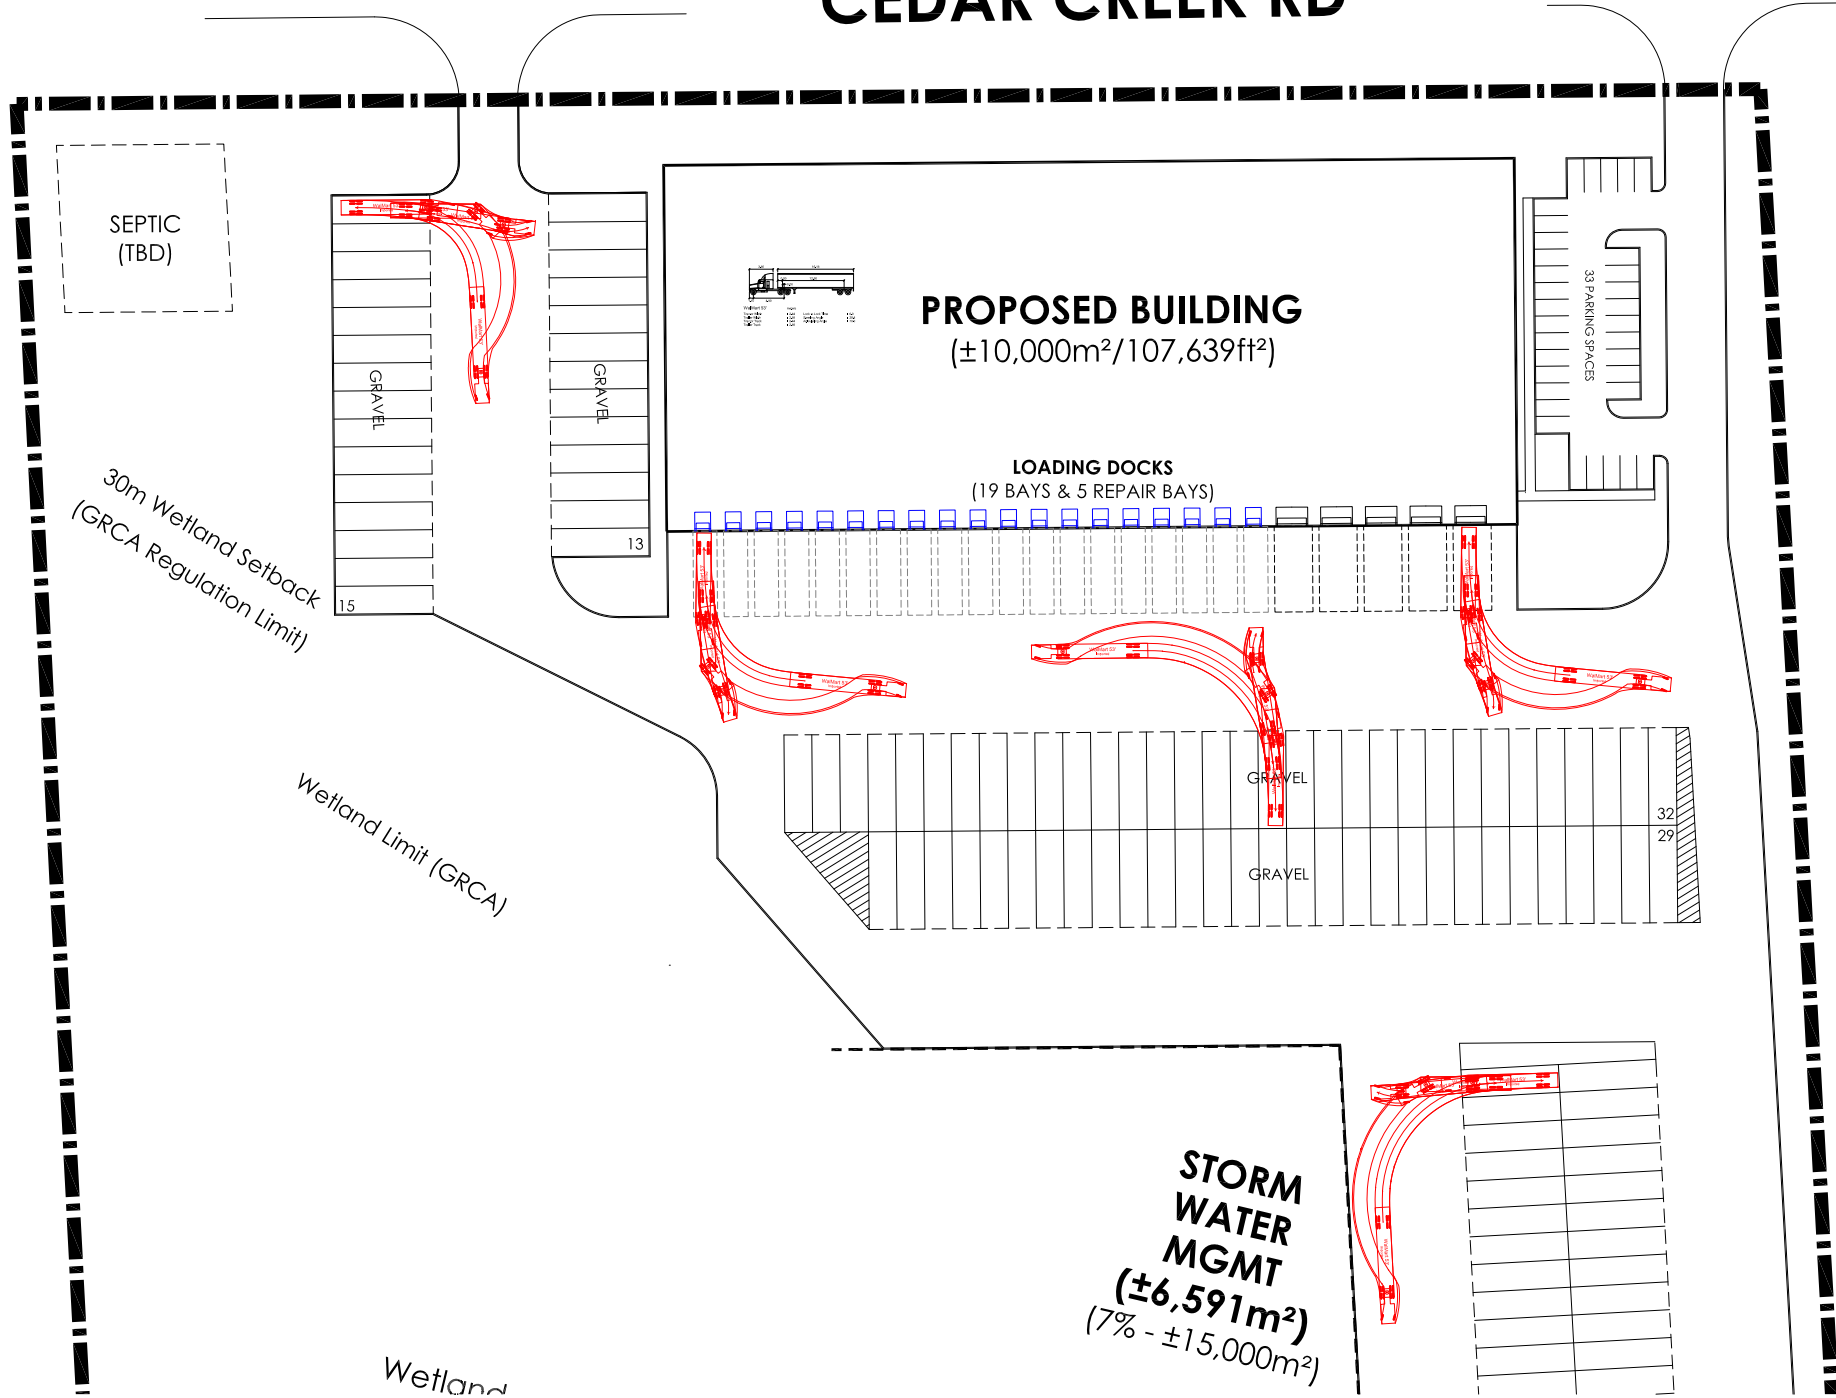 CEDAR CREEK RD
SEPTIC
(TBD)
GRAVEL
GRAVEL
15
13
PROPOSED BUILDING
(±10,000m²/107,639ft²)
LOADING DOCKS
(19 BAYS & 5 REPAIR BAYS)
33 PARKING SPACES
30m Wetland Setback
(GRCA Regulation Limit)
Wetland Limit (GRCA)
GRAVEL
32
29
GRAVEL
STORM
WATER
MGMT
(±6,591m²)
(7% - ±15,000m²)
Wetland